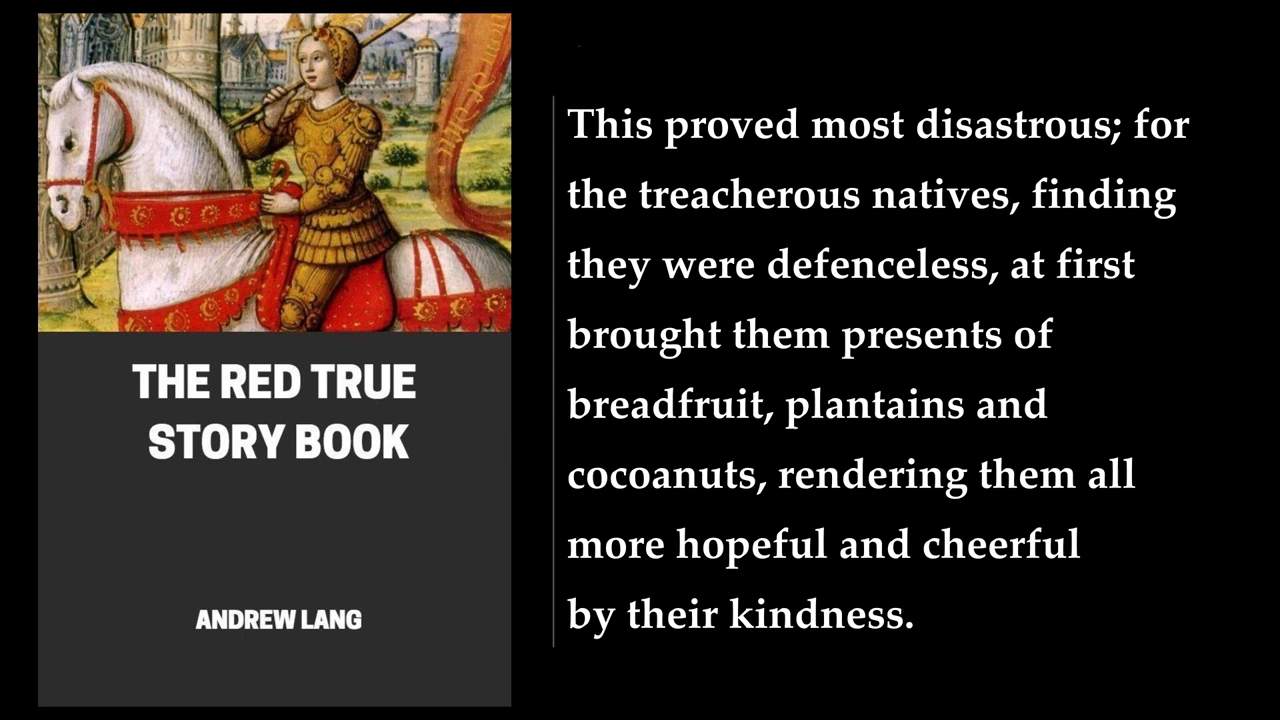 THE RED TRUE
STORY BOOK
ANDREW LANG
This proved most disastrous; for
the treacherous natives, finding
they were defenceless, at first
brought them presents of
breadfruit, plantains and
cocoanuts, rendering them all
more hopeful and cheerful
by their kindness.